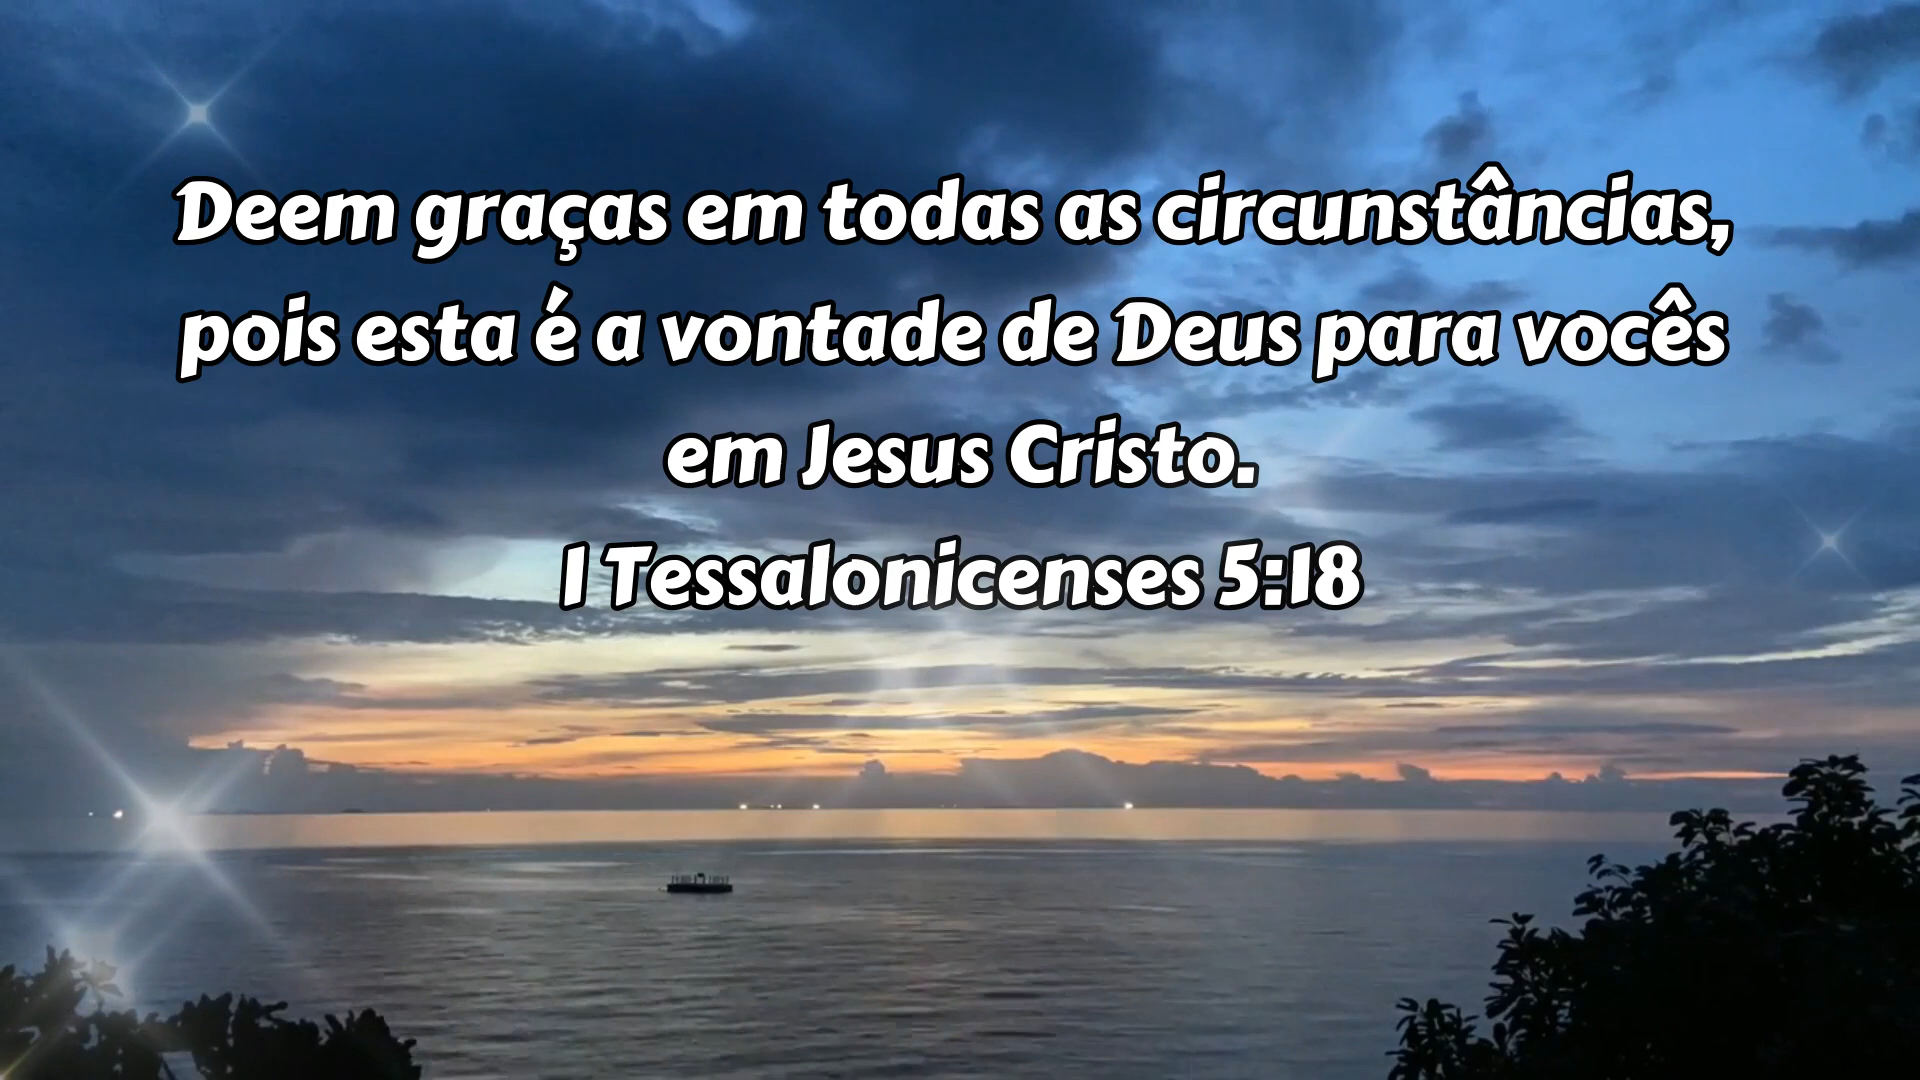 Deem graças em todas as circunstâncias,
pois esta é a vontade de Deus para vocês
em Jesus Cristo.
1 Tessalonicenses 5:18